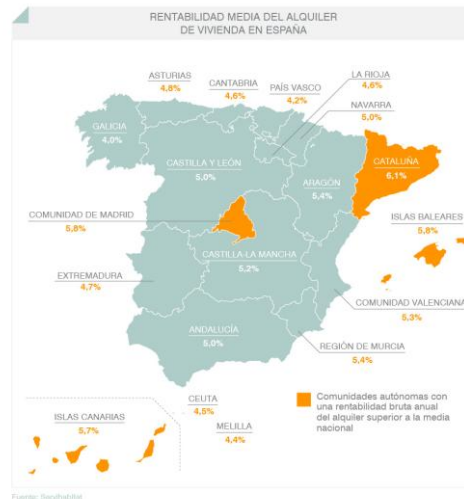 RENTABILIDAD MEDIA DEL ALQUILER
DE VIVIENDA EN ESPAÑA
ASTURIAS
4,8%
CANTABRIA
4,6%
PAÍS VASCO
4,2%
LA RIOJA
4,6%
NAVARRA
5,0%
GALICIA
4,0%
CASTILLA Y LEÓN
5,0%
ARAGÓN
5,4%
CATALUÑA
6,1%
COMUNIDAD DE MADRID
5,8%
ISLAS BALEARES
5,8%
CASTILLA-LA MANCHA
5,2%
EXTREMADURA
4,7%
COMUNIDAD VALENCIANA
5,3%
ANDALUCÍA
5,0%
REGIÓN DE MURCIA
5,4%
CEUTA
4,5%
MELILLA
4,4%
ISLAS CANARIAS
5,7%
Comunidades autónomas con
una rentabilidad bruta anual
del alquiler superior a la media
nacional
Fuente: Servihabitat